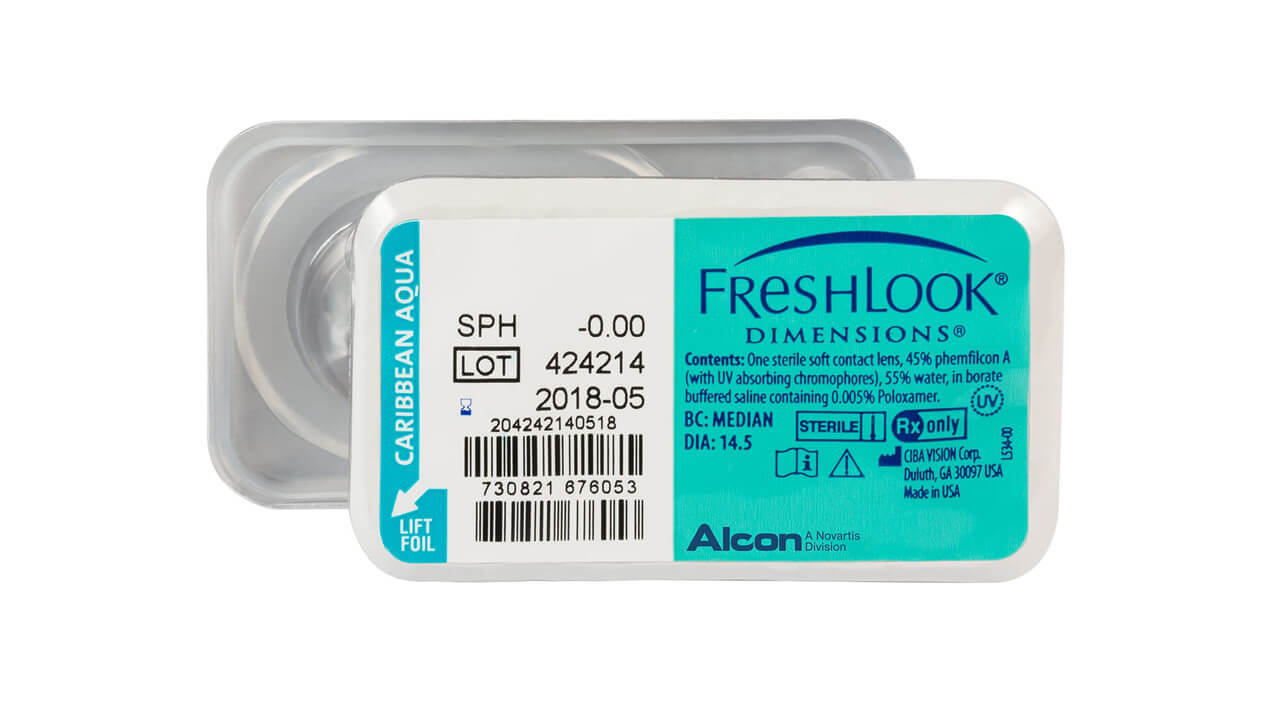 CARIBBEAN AQUA
LIFT
FOIL
SPH -0.00
LOT 424214
2018-05
204242140518
730821 676053
FRESHLOOK®
DIMENSIONS®
Contents: One sterile soft contact lens, 45% phemfilcon A
(with UV absorbing chromophores), 55% water, in borate
buffered saline containing 0.005% Poloxamer.
UV
BC: MEDIAN
DIA: 14.5
STERILE
Rx only
i
CIBA VISION Corp.
Duluth, GA 30097 USA
Made in USA
L534-00
Alcon A Novartis
Division